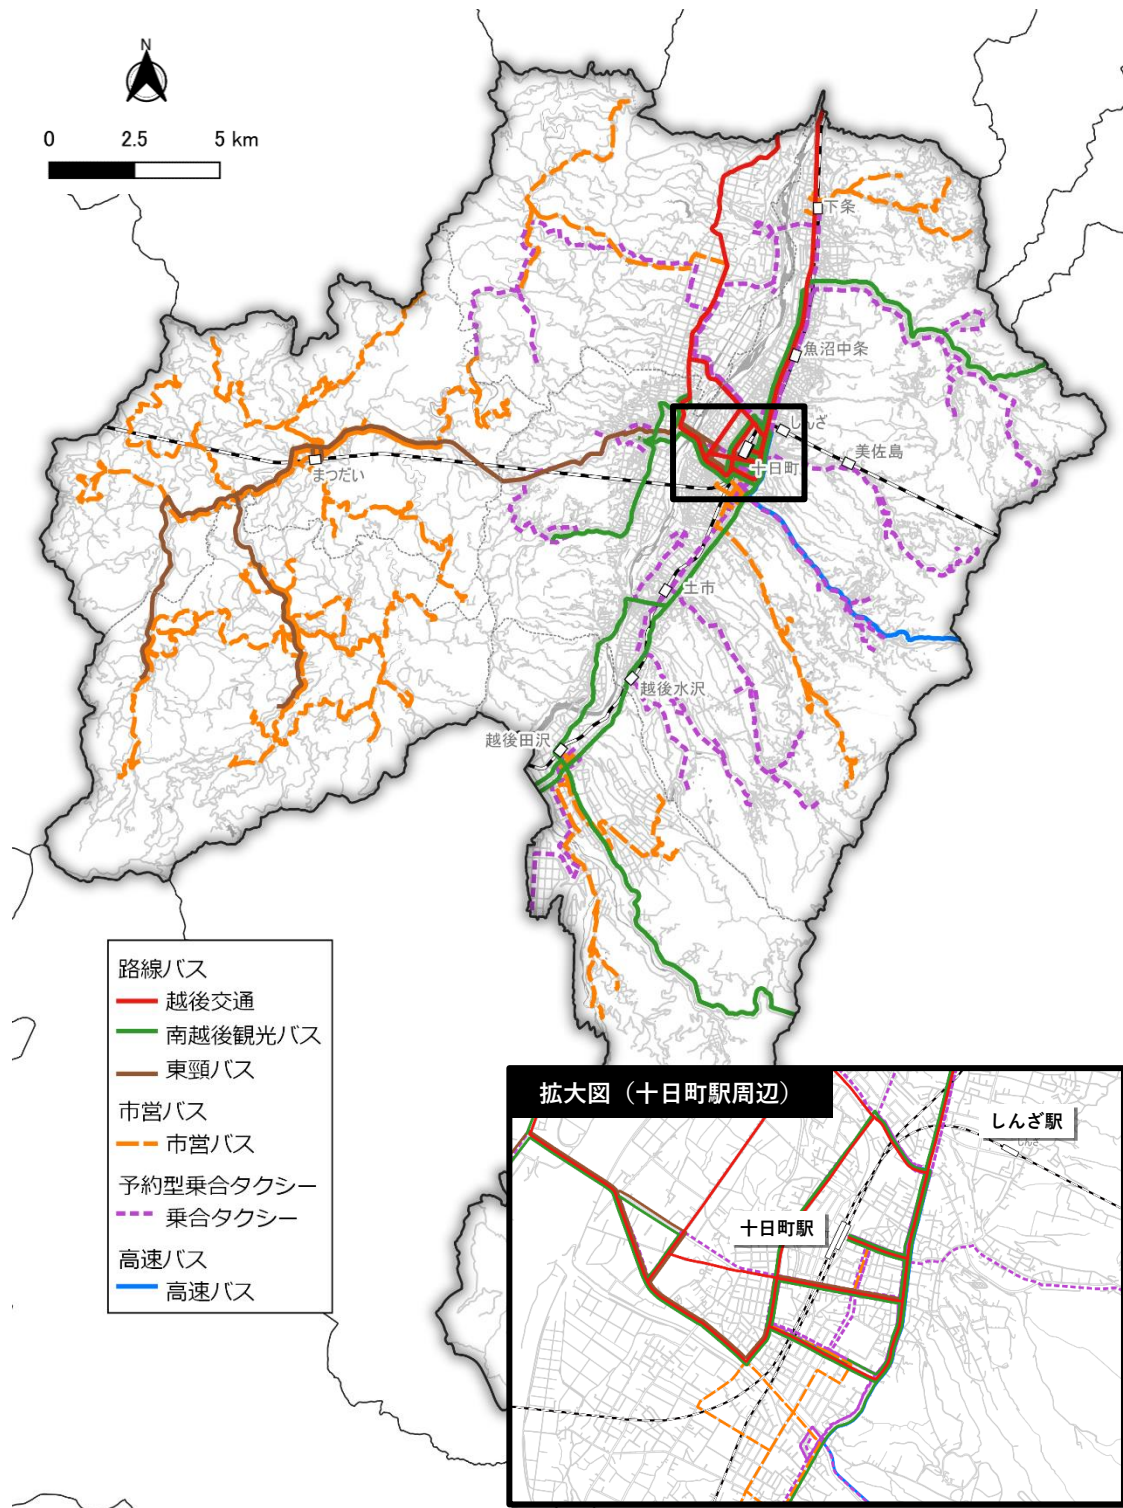 N
0 2.5 5 km
下条
魚沼中条
しんざ
美佐島
十日町
まつだい
土市
越後水沢
越後田沢
路線バス
越後交通
南越後観光バス
東頸バス
市営バス
市営バス
予約型乗合タクシー
乗合タクシー
高速バス
高速バス
拡大図（十日町駅周辺）
しんざ駅
しんざ
十日町駅